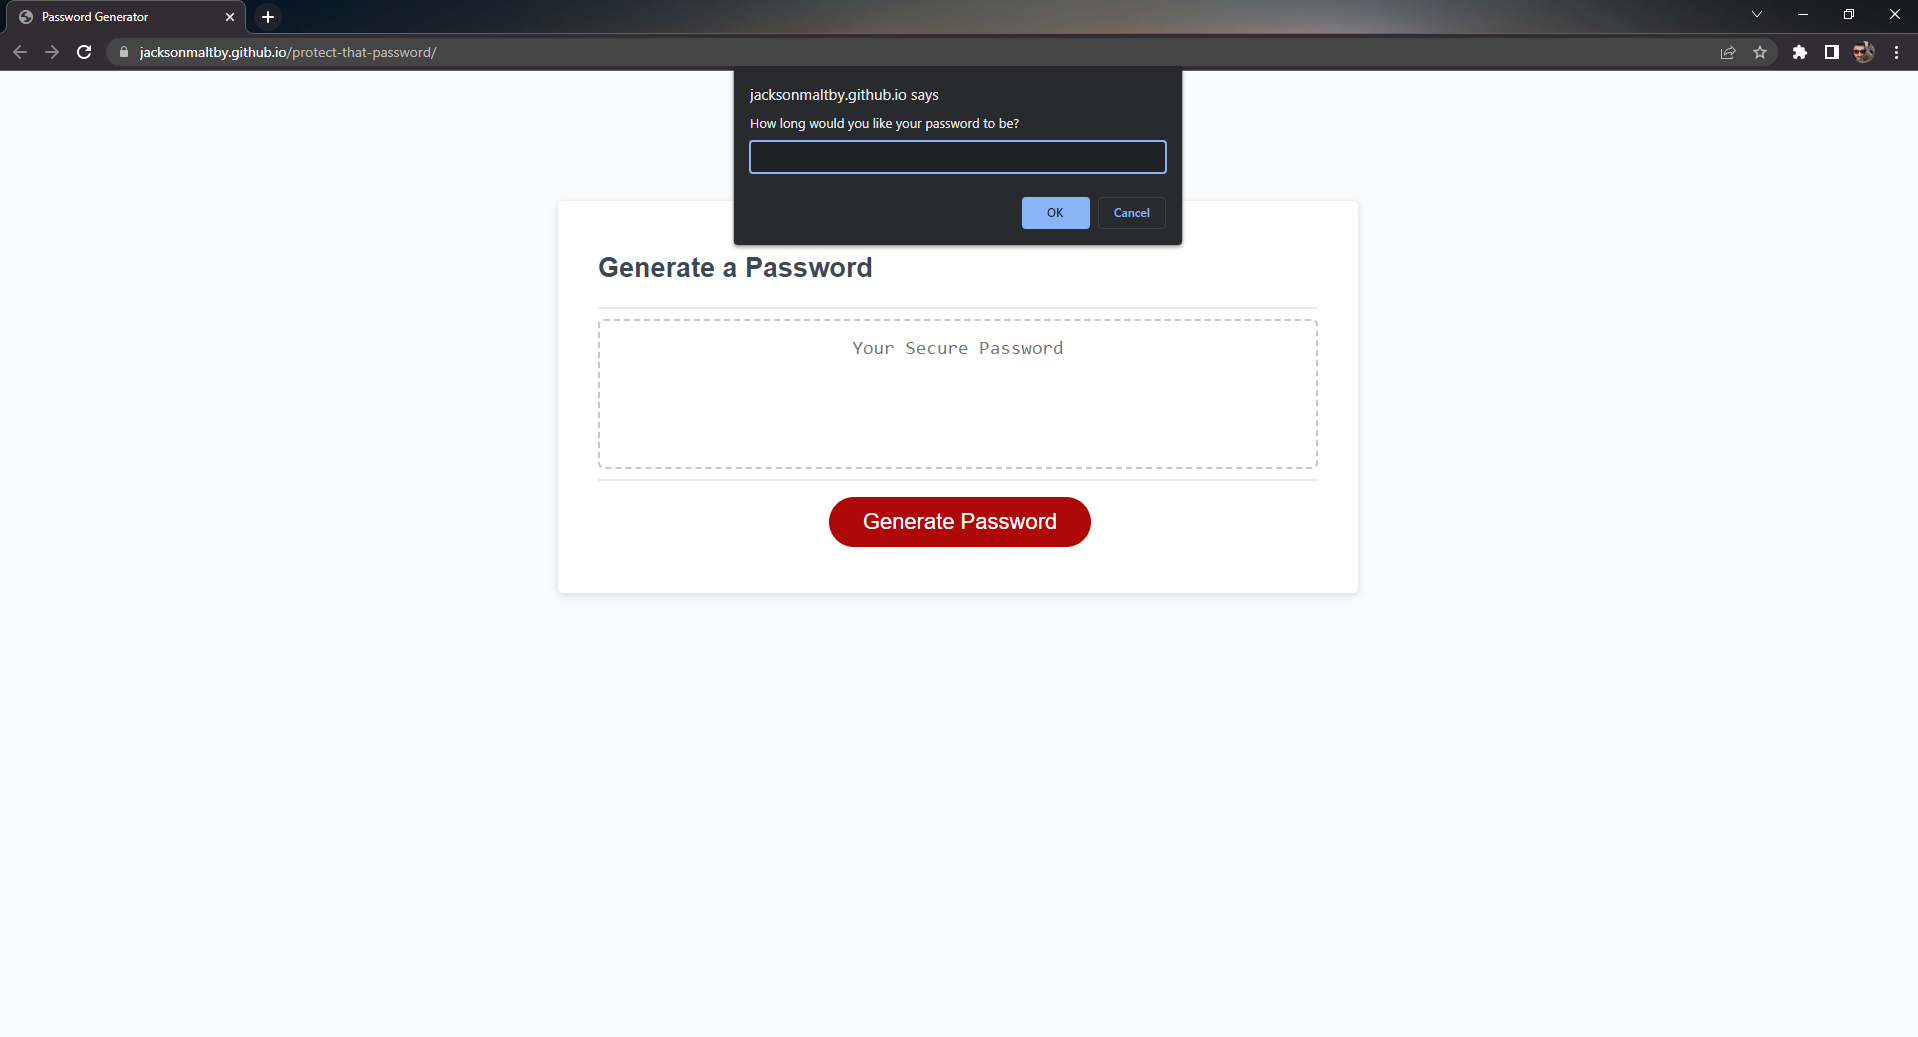 Password Generator
jacksonmaltby.github.io/protect-that-password/
jacksonmaltby.github.io says
How long would you like your password to be?
OK Cancel
Generate a Password
Your Secure Password
Generate Password